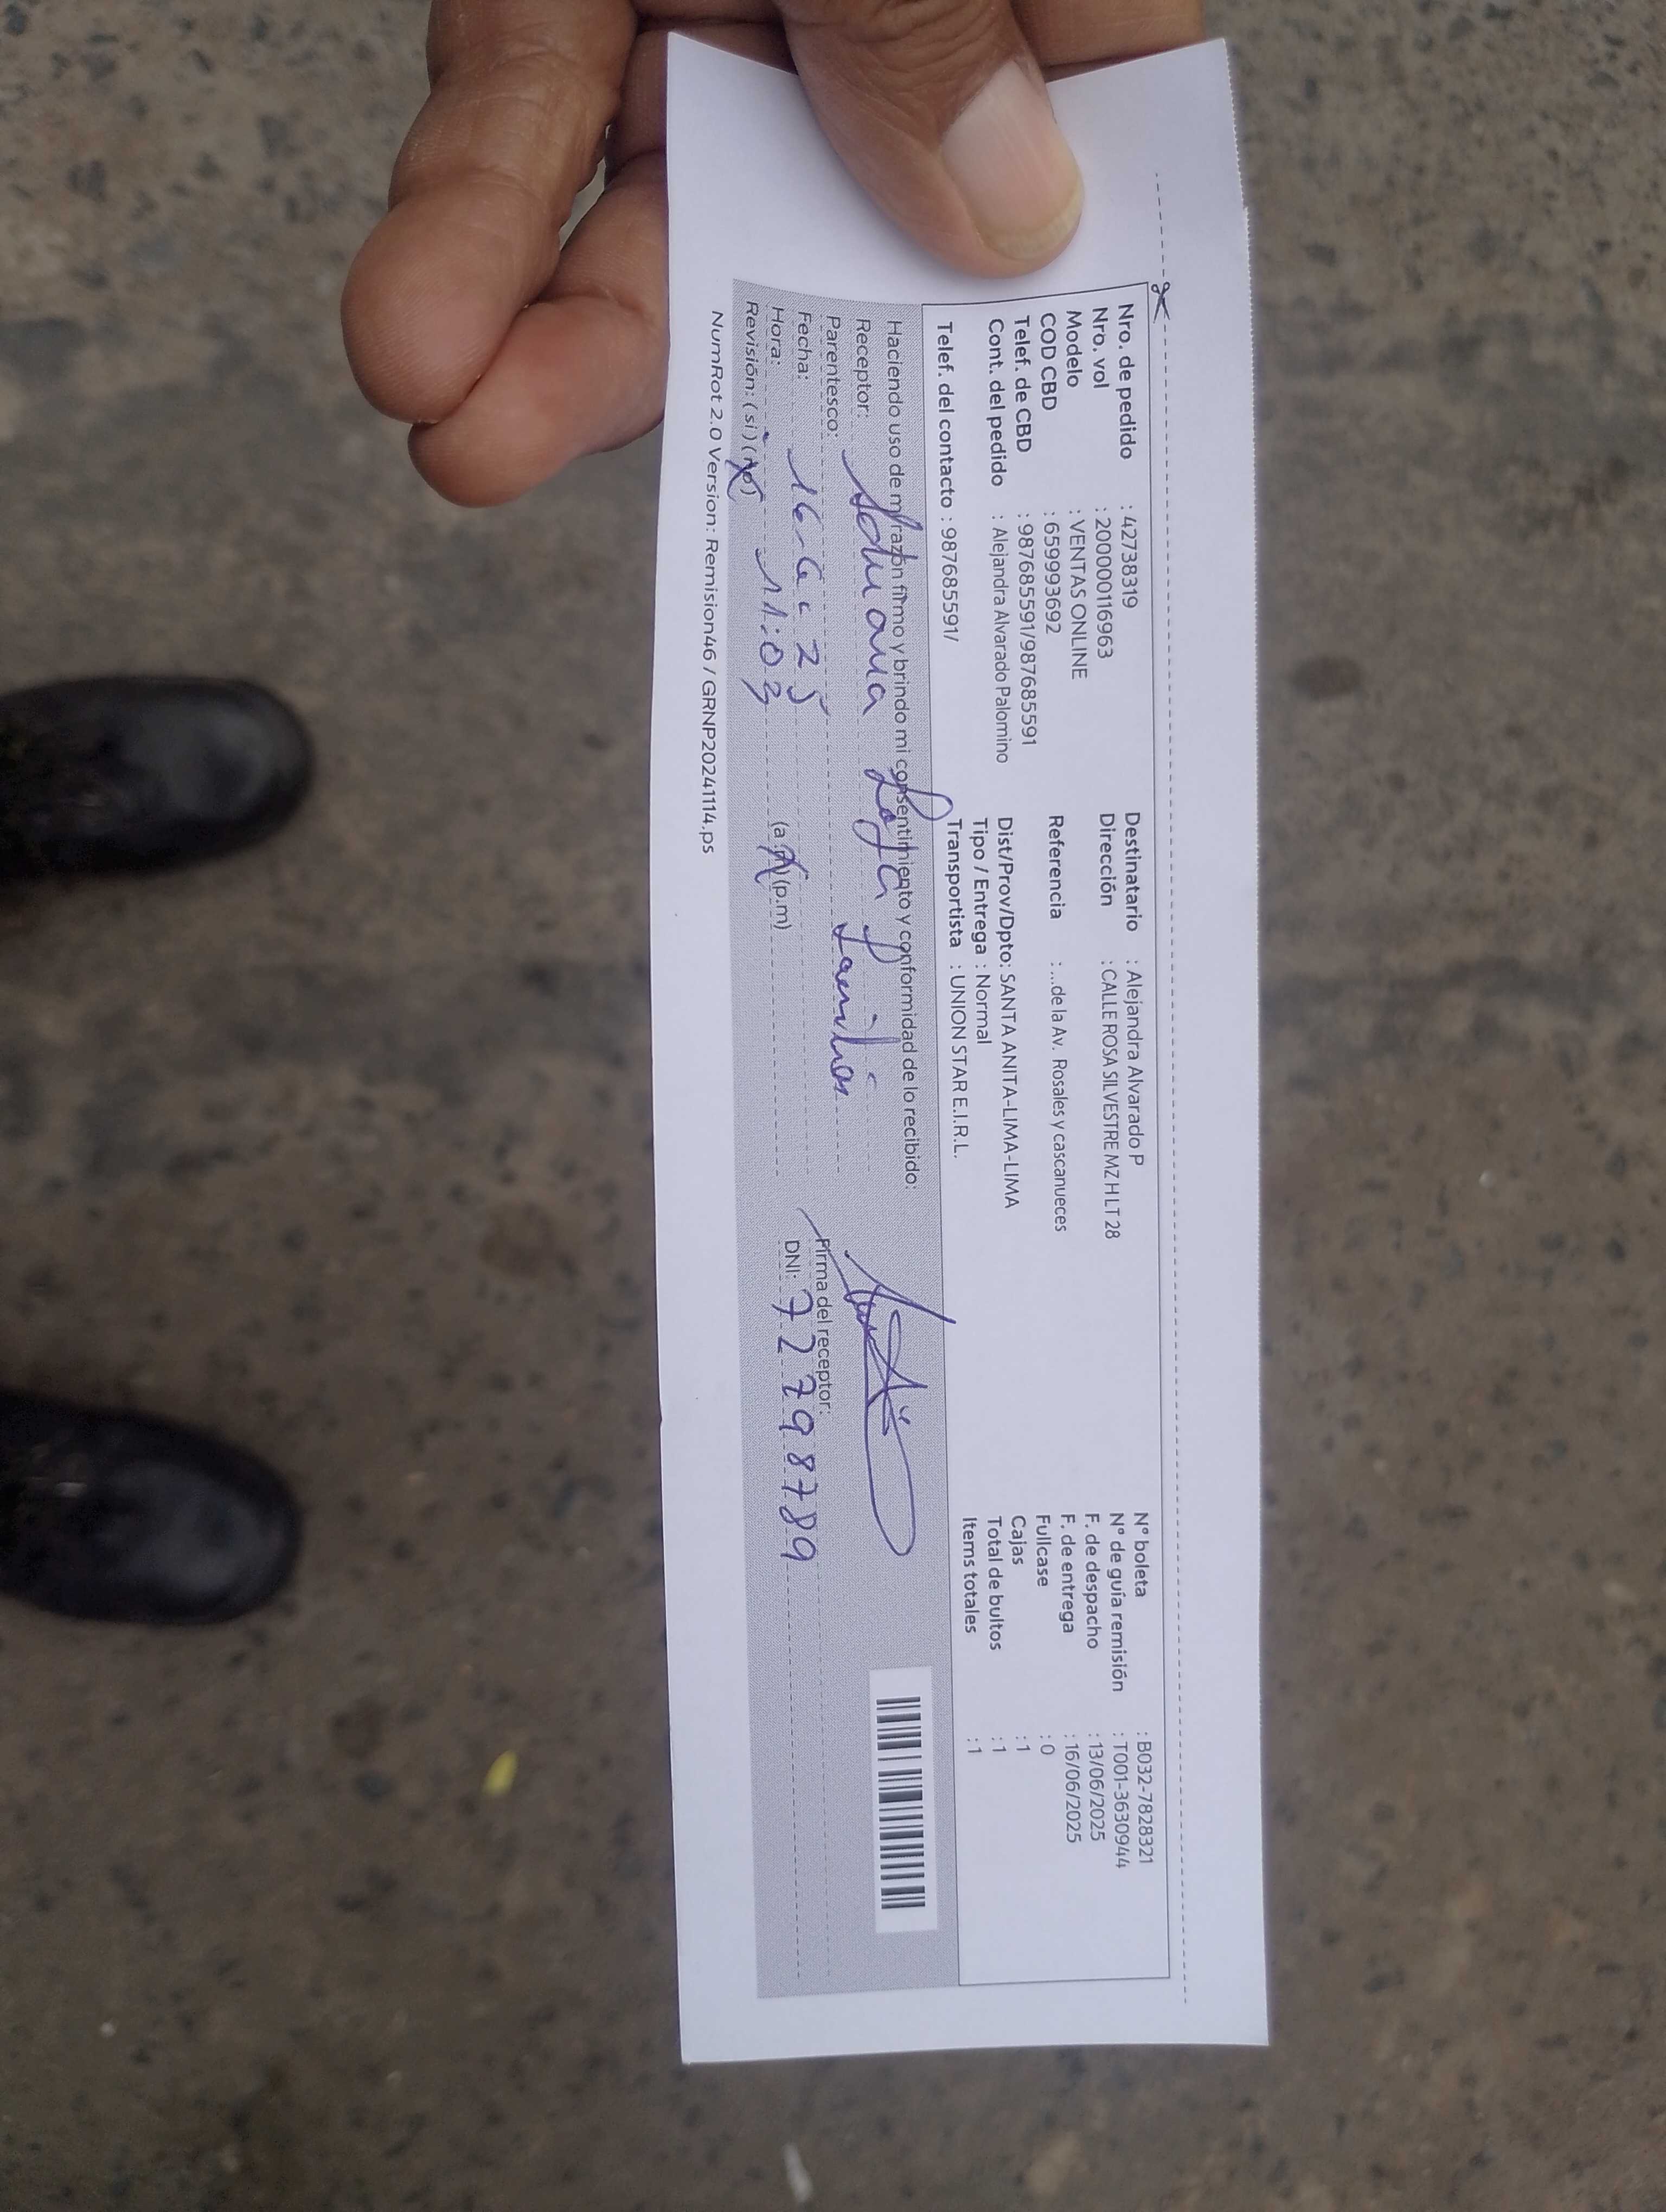 Nro. de pedido : 42738319
Nro. vol : 2000001 16963
Modelo : VENTAS ONLINE
COD CBD : 659993692
Telef. de CBD : 987685591/987685591
Cont. del pedido : Alejandra Alvarado Palomino
Telef. del contacto : 987685591/
Destinatario : Alejandra Alvarado P
Dirección : CALLE ROSA SILVESTRE MZ H LT 28
Referencia : ...de la Av. Rosales y cascanueces
Dist/Prov/Dpto: SANTA ANITA-LIMA-LIMA
Tipo / Entrega : Normal
Transportista : UNION STAR E.I.R.L.
N° boleta : B032-7828321
N° de guía remisión : T001-3630944
F. de despacho : 13/06/2025
F. de entrega : 16/06/2025
Fullcase : 0
Cajas : 1
Total de bultos : 1
Items totales : 1
Haciendo uso de mi razón firmo y brindo mi consentimiento y conformidad de lo recibido:
Receptor:
Parentesco:
Fecha: 16-6-25
Hora: 11:03 (a.m) (p.m)
Revisión: (si) (no)
Firma del receptor:
DNI: 72798789
NumRot 2.0 Version: Remision46 / GRNP20241114.ps